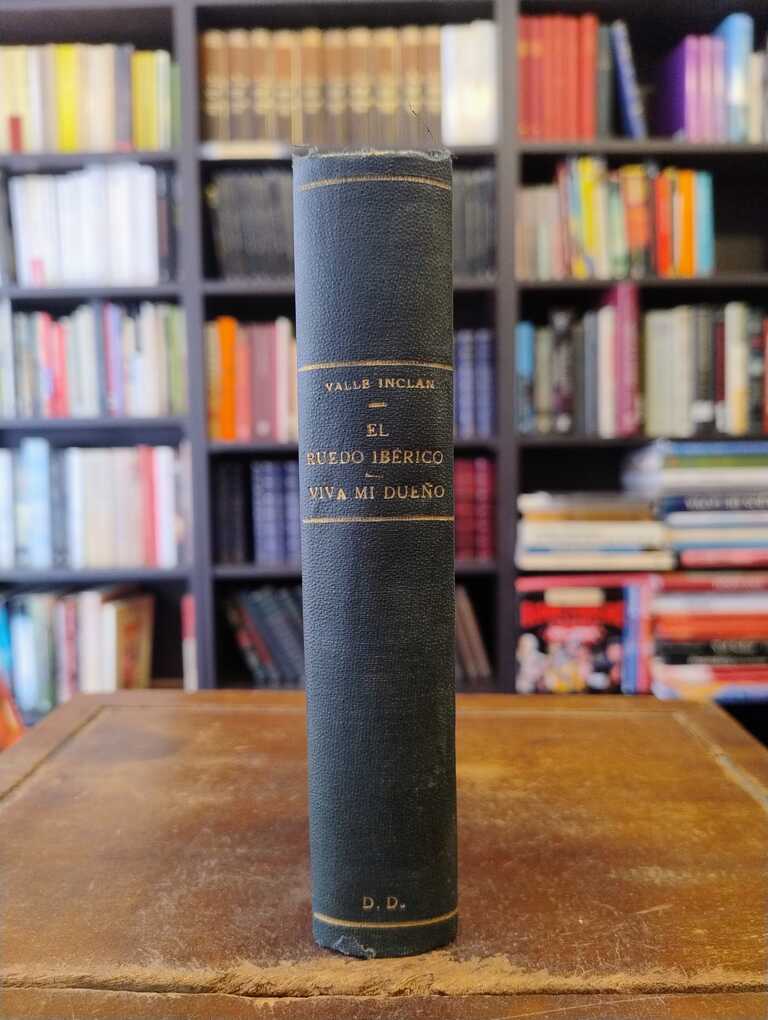 VALLE INCLAN
EL
RUEDO IBÉRICO
VIVA MI DUEÑO
D. D.